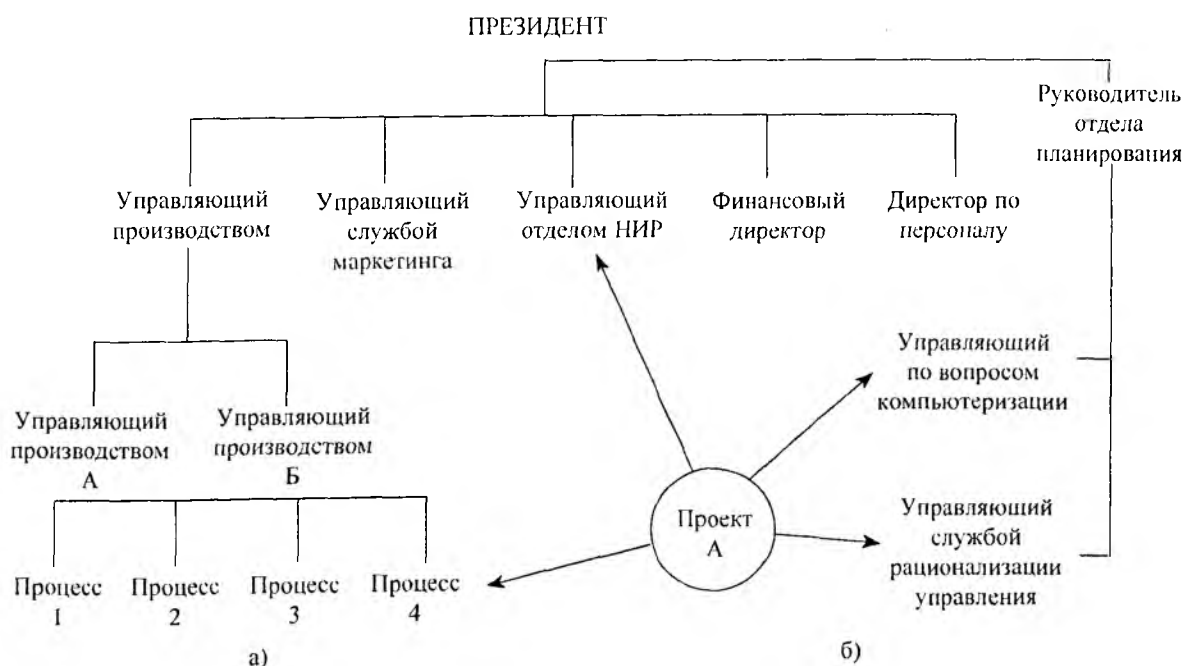 ПРЕЗИДЕНТ
Руководитель
отдела
планирования
Управляющий
производством
Управляющий
службой
маркетинга
Управляющий
отделом НИР
Финансовый
директор
Директор по
персоналу
Управляющий
по вопросом
компьютеризации
Управляющий
производством
А
Управляющий
производством
Б
Проект
А
Управляющий
службой
рационализации
управления
Процесс
1
Процесс
2
Процесс
3
Процесс
4
а)
б)